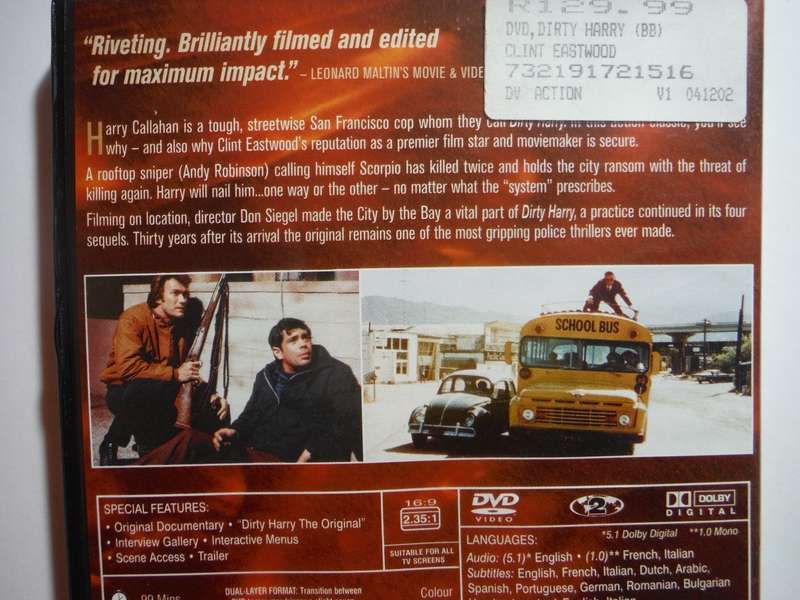 R129.99
DVD,DIRTY HARRY (BB)
CLINT EASTWOOD
732191721516
DV ACTION V1 041202
“Riveting. Brilliantly filmed and edited
for maximum impact.” – LEONARD MALTIN'S MOVIE & VIDE
Harry Callahan is a tough, streetwise San Francisco cop whom they call Dirty Harry. In this action classic, you'll see
why – and also why Clint Eastwood's reputation as a premier film star and moviemaker is secure.
A rooftop sniper (Andy Robinson) calling himself Scorpio has killed twice and holds the city ransom with the threat of
killing again. Harry will nail him...one way or the other – no matter what the “system” prescribes.
Filming on location, director Don Siegel made the City by the Bay a vital part of Dirty Harry, a practice continued in its four
sequels. Thirty years after its arrival the original remains one of the most gripping police thrillers ever made.
SCHOOL BUS
SPECIAL FEATURES:
• Original Documentary • “Dirty Harry The Original”
• Interview Gallery • Interactive Menus
• Scene Access • Trailer
16:9
2.35:1
SUITABLE FOR ALL
TV SCREENS
DVD
VIDEO
2
DOLBY
DIGITAL
LANGUAGES: *5.1 Dolby Digital **1.0 Mono
Audio: (5.1)* English • (1.0)** French, Italian
Subtitles: English, French, Italian, Dutch, Arabic,
Spanish, Portuguese, German, Romanian, Bulgarian
99 Mins
DUAL-LAYER FORMAT: Transition between
Colour